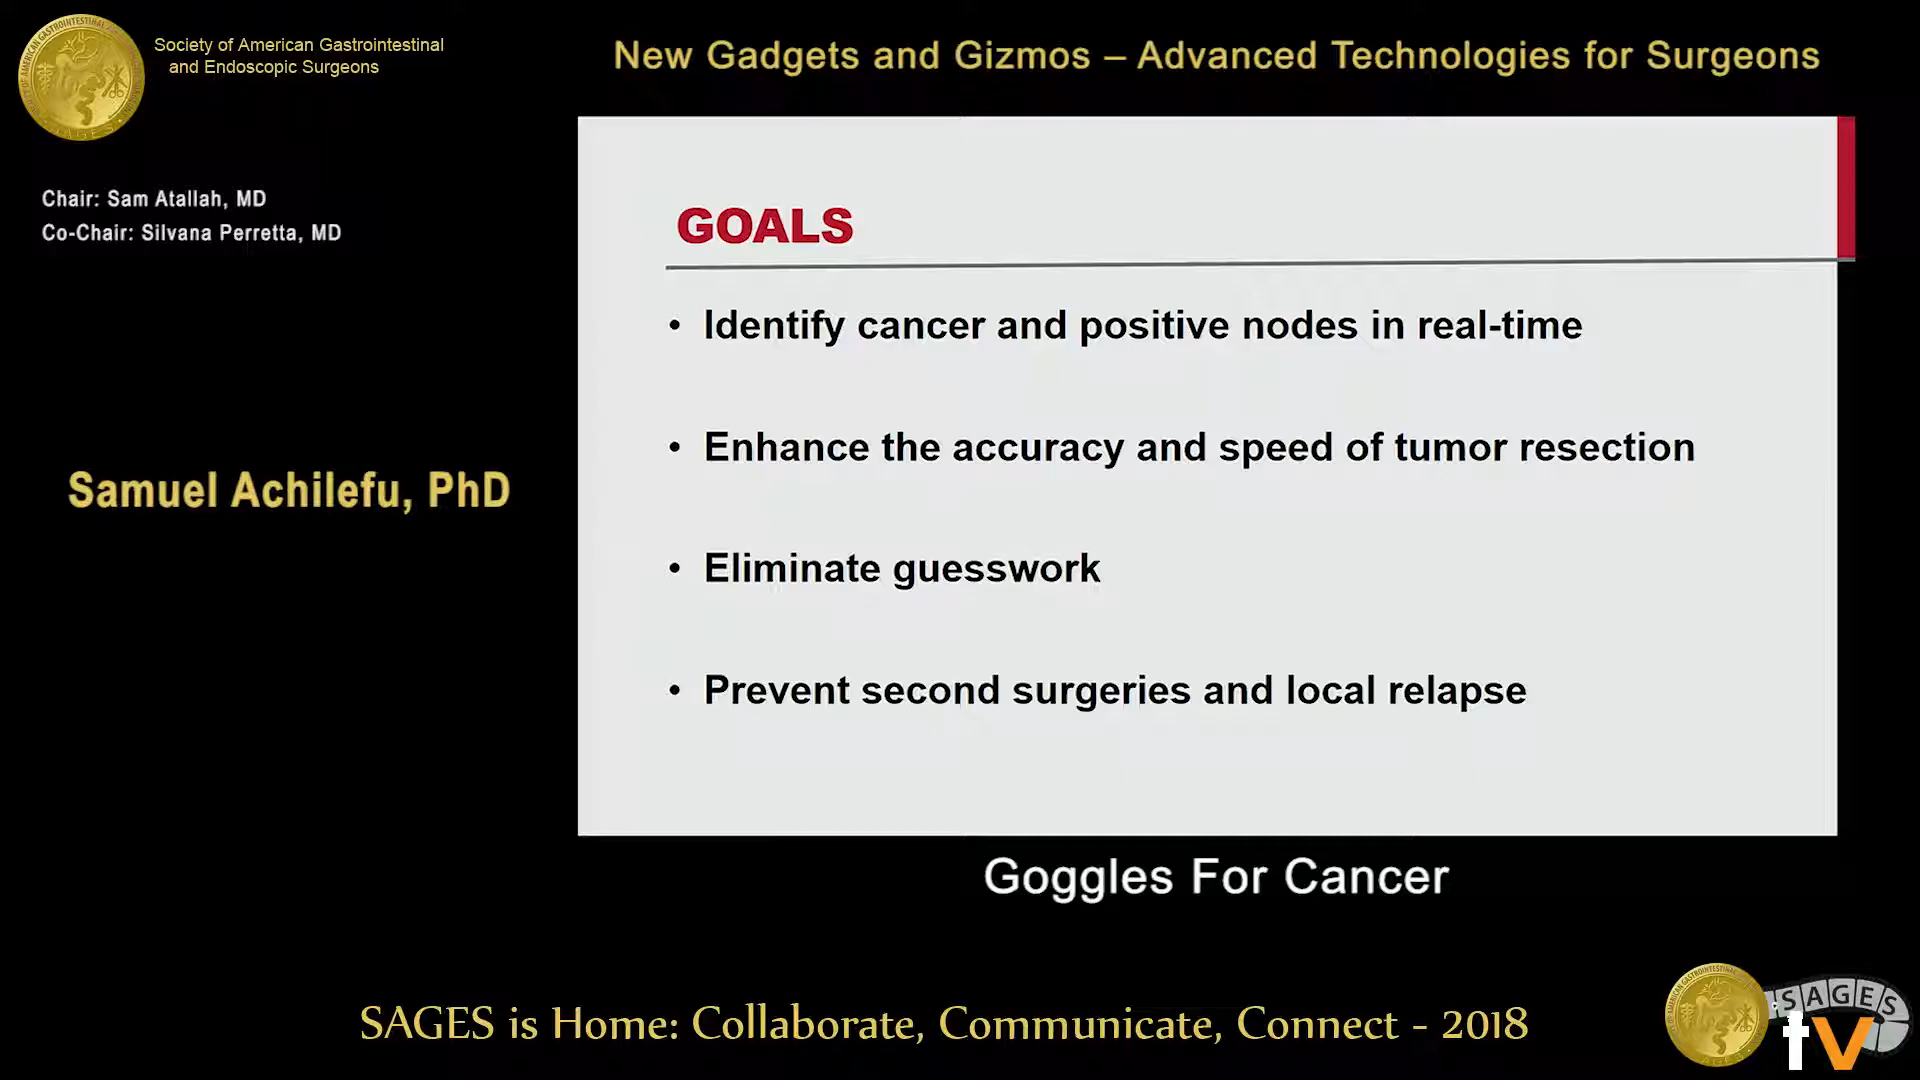 Society of American Gastrointestinal
and Endoscopic Surgeons
New Gadgets and Gizmos – Advanced Technologies for Surgeons
Chair: Sam Atallah, MD
Co-Chair: Silvana Perretta, MD
Samuel Achilefu, PhD
GOALS
• Identify cancer and positive nodes in real-time
• Enhance the accuracy and speed of tumor resection
• Eliminate guesswork
• Prevent second surgeries and local relapse
Goggles For Cancer
SAGES is Home: Collaborate, Communicate, Connect - 2018
SAGES
tv